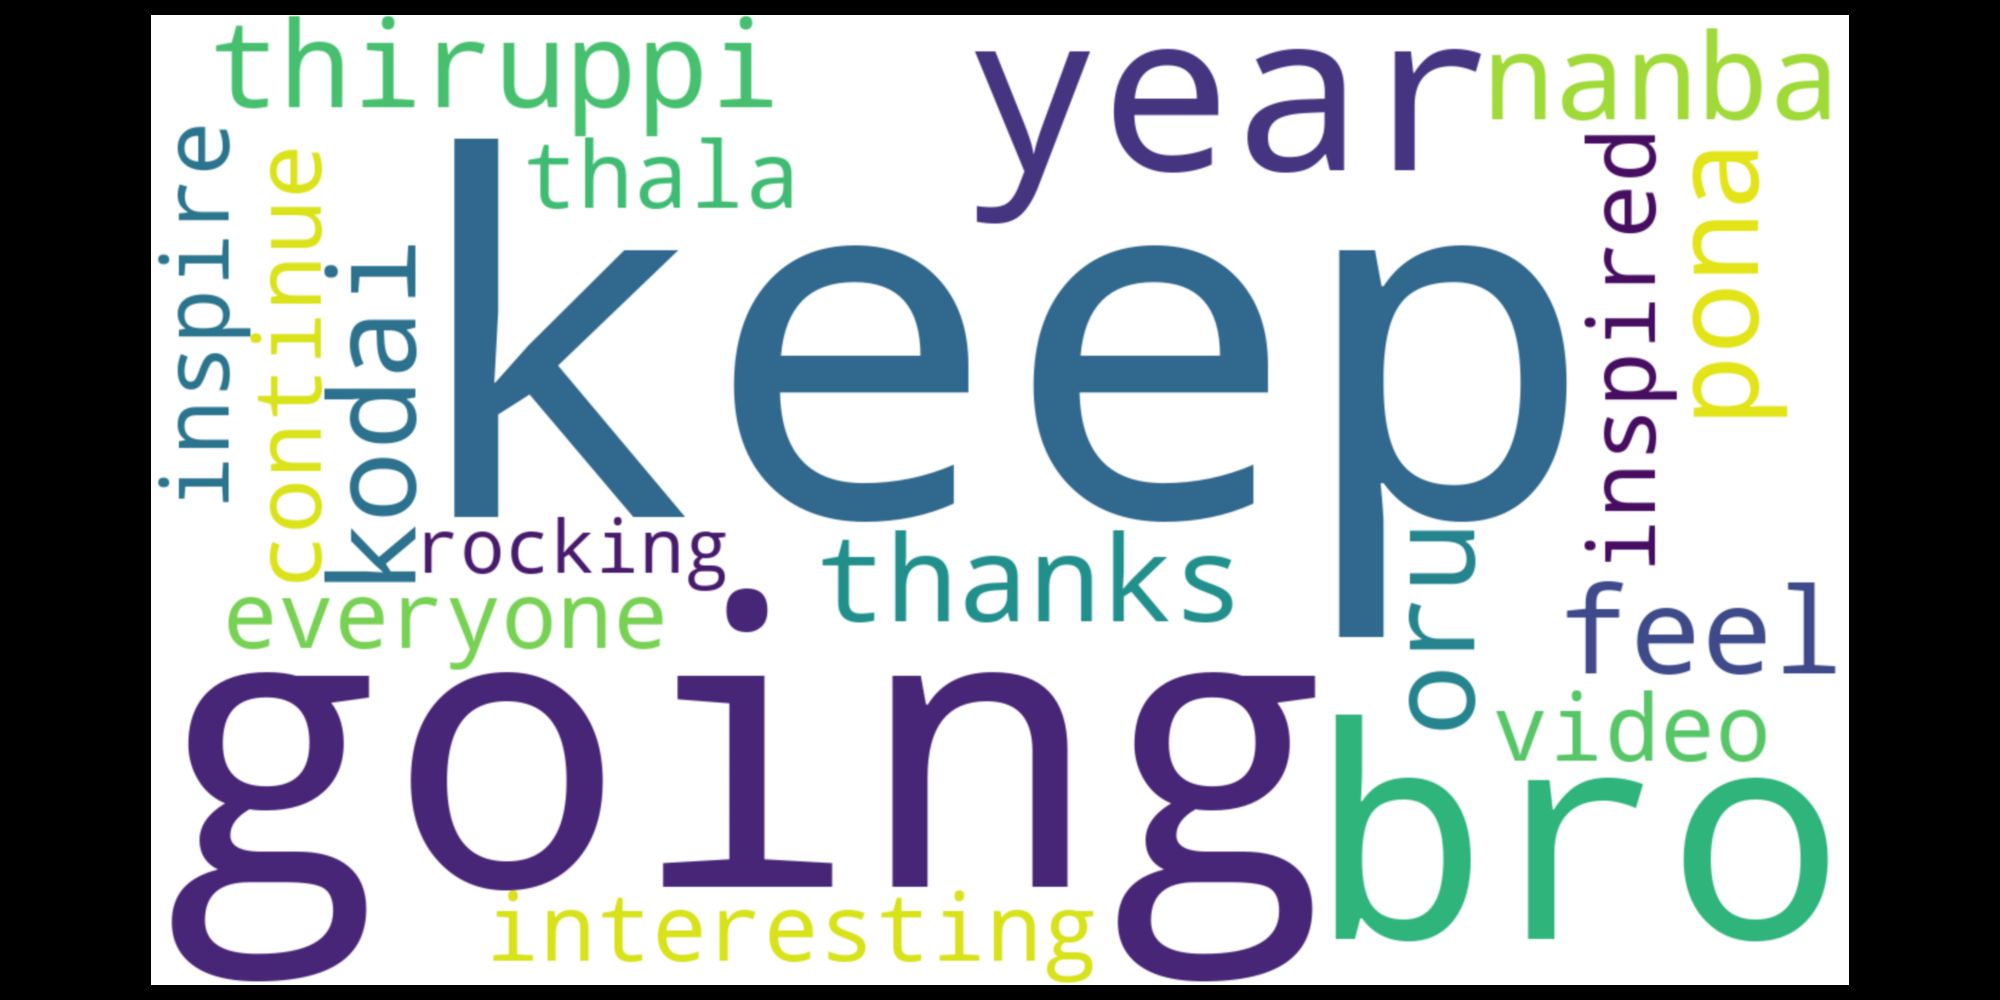 thiruppi
year
nanba
thala
inspire
continue
kodai
keep
inspired
pona
rocking
thanks
oru
everyone
feel
going
video
bro
interesting